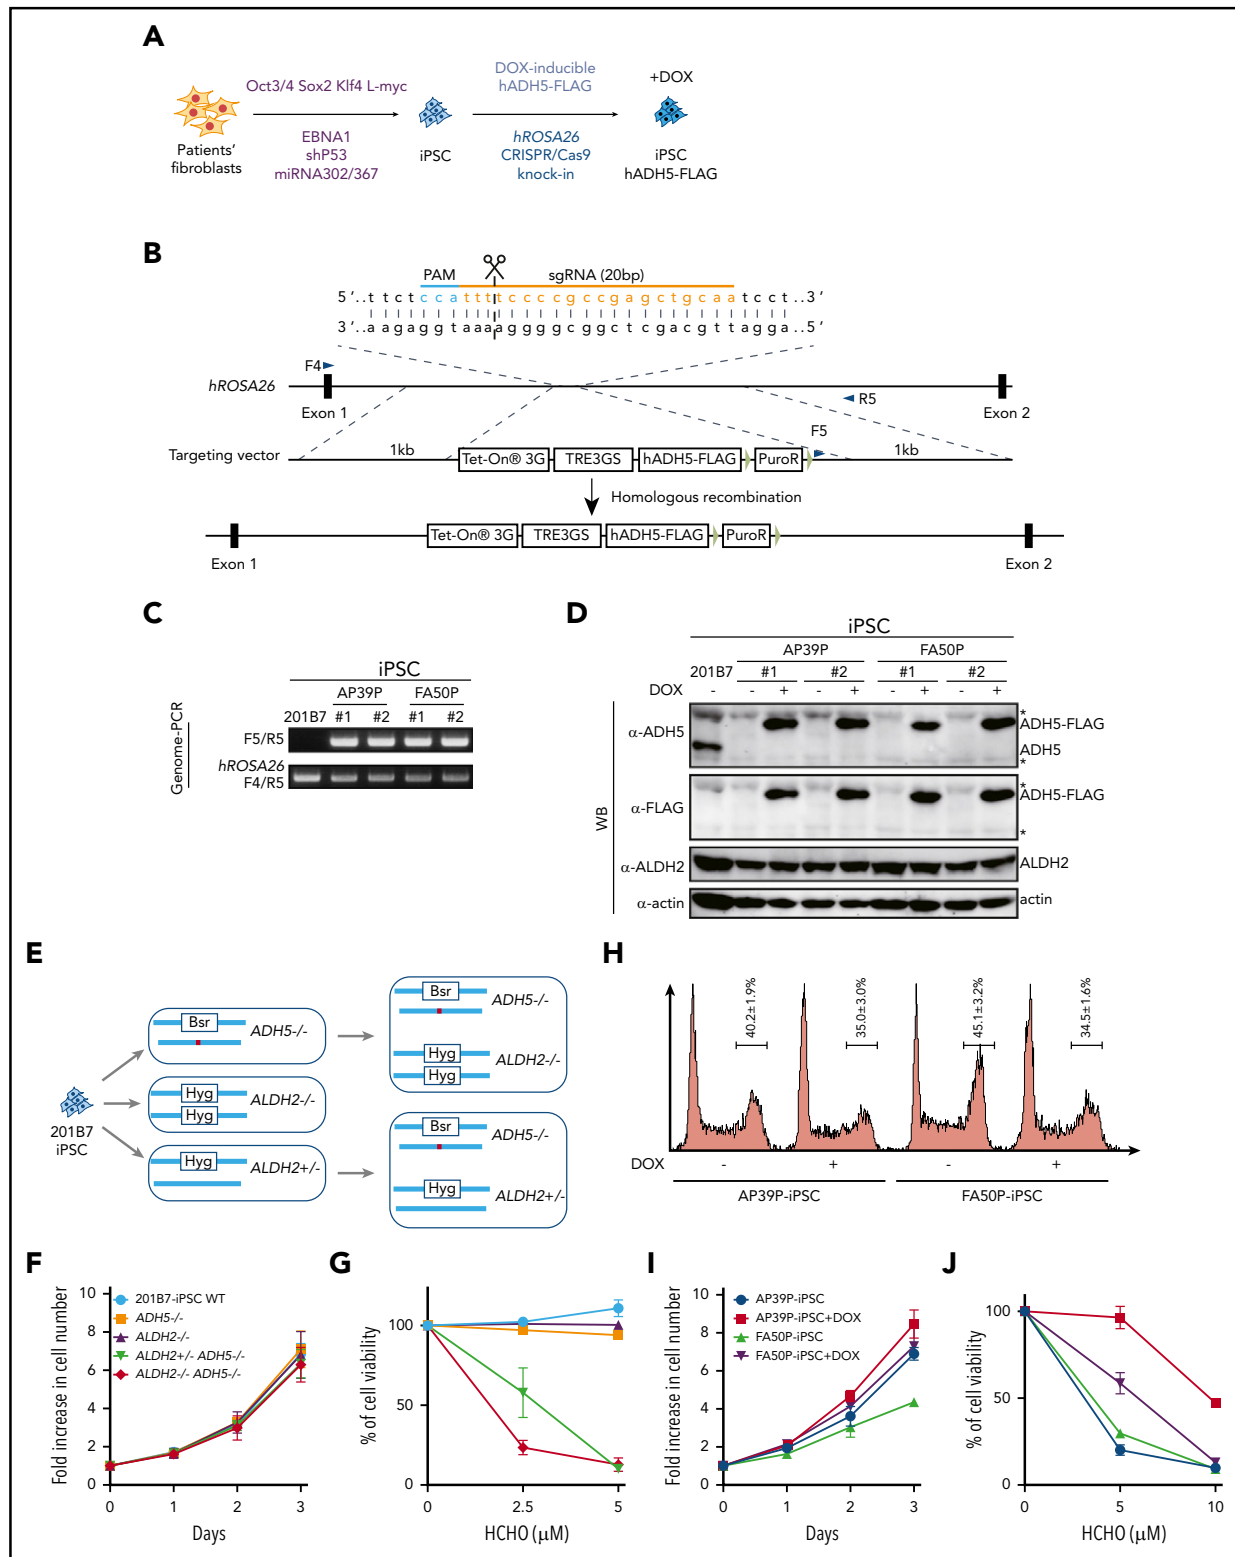 A
Oct3/4 Sox2 Klf4 L-myc
EBNA1
shP53
miRNA302/367
Patients'
fibroblasts
iPSC
DOX-inducible
hADH5-FLAG
hROSA26
CRISPR/Cas9
knock-in
+DOX
iPSC
hADH5-FLAG
B
PAM
sgRNA (20bp)
5'..ttctccattttccccgccgagctgcaatcct..3'
3'..aagaggtaaaaggggcggctcgacgttagga..5'
F4
hROSA26
Exon 1
R5
Exon 2
F5
Targeting vector
1kb
Tet-On® 3G
TRE3GS
hADH5-FLAG
PuroR
1kb
Homologous recombination
Tet-On® 3G
TRE3GS
hADH5-FLAG
PuroR
Exon 1
Exon 2
C
iPSC
AP39P FA50P
201B7 #1 #2 #1 #2
Genome-PCR
F5/R5
hROSA26
F4/R5
D
iPSC
AP39P FA50P
201B7 #1 #2 #1 #2
DOX - - + - + - + - +
WB
α-ADH5
*
ADH5-FLAG
ADH5
*
α-FLAG
*
ADH5-FLAG
*
α-ALDH2
ALDH2
α-actin
actin
E
201B7
iPSC
Bsr
ADH5-/-
Hyg
Hyg
ALDH2-/-
Hyg
ALDH2+/-
Bsr
ADH5-/-
Hyg
Hyg
ALDH2-/-
Bsr
ADH5-/-
Hyg
ALDH2+/-
H
40.2±1.9%
35.0±3.0%
45.1±3.2%
34.5±1.6%
DOX - + - +
AP39P-iPSC FA50P-iPSC
F
Fold increase in cell number
10
8
6
4
2
0
201B7-iPSC WT
ADH5-/-
ALDH2-/-
ALDH2+/- ADH5-/-
ALDH2-/- ADH5-/-
0 1 2 3
Days
G
% of cell viability
100
50
0
0 2.5 5
HCHO (µM)
I
Fold increase in cell number
10
8
6
4
2
0
AP39P-iPSC
AP39P-iPSC+DOX
FA50P-iPSC
FA50P-iPSC+DOX
0 1 2 3
Days
J
% of cell viability
100
50
0
0 5 10
HCHO (µM)